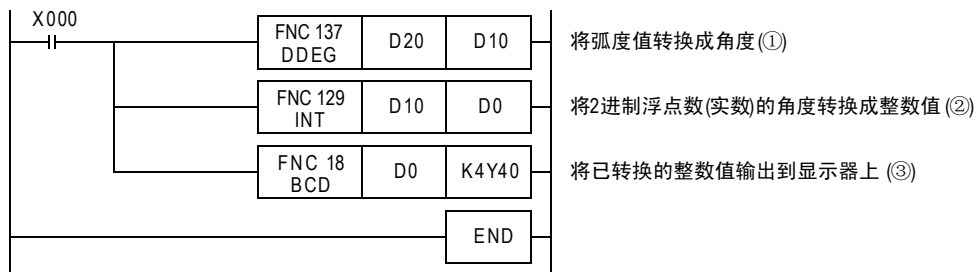 X000
FNC 137
DDEG
D20
D10
将弧度值转换成角度(①)
FNC 129
INT
D10
D0
将2进制浮点数(实数)的角度转换成整数值(②)
FNC 18
BCD
D0
K4Y40
将已转换的整数值输出到显示器上 (③)
END